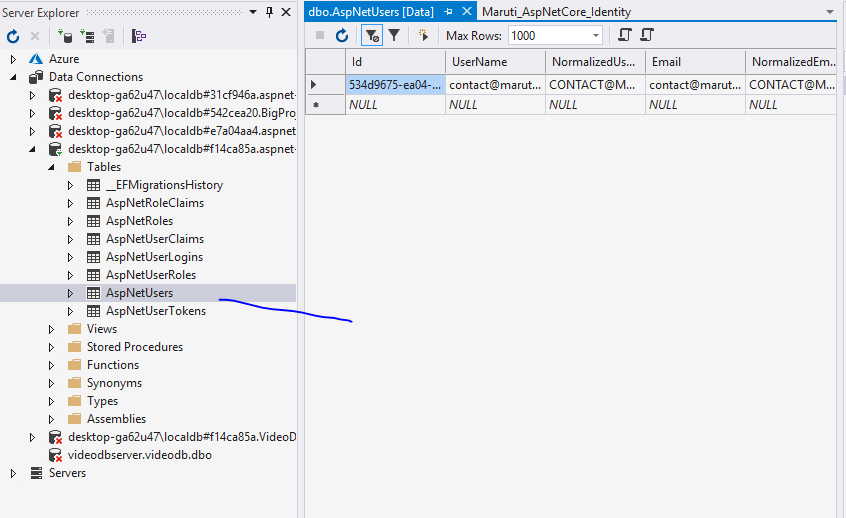 Server Explorer
Azure
Data Connections
desktop-ga62u47\localdb#31cf946a.aspnet-
desktop-ga62u47\localdb#542cea20.BigProj
desktop-ga62u47\localdb#e7a04aa4.aspnet
desktop-ga62u47\localdb#f14ca85a.aspnet-
Tables
__EFMigrationsHistory
AspNetRoleClaims
AspNetRoles
AspNetUserClaims
AspNetUserLogins
AspNetUserRoles
AspNetUsers
AspNetUserTokens
Views
Stored Procedures
Functions
Synonyms
Types
Assemblies
desktop-ga62u47\localdb#f14ca85a.VideoD
videodbserver.videodb.dbo
Servers
dbo.AspNetUsers [Data] Maruti_AspNetCore_Identity
Max Rows: 1000
Id UserName NormalizedUs... Email NormalizedEm...
534d9675-ea04-... contact@marut... CONTACT@M... contact@marut... CONTACT@M...
NULL NULL NULL NULL NULL